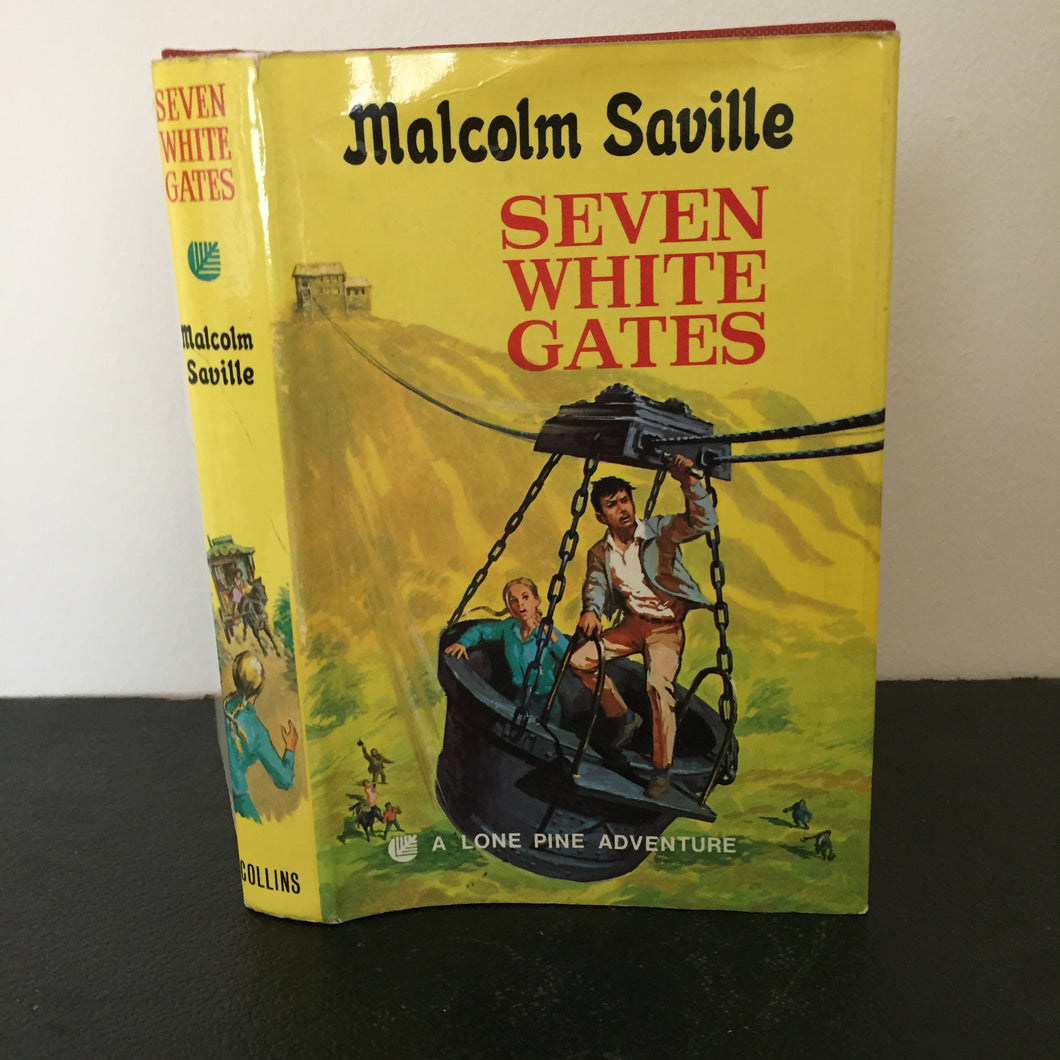 SEVEN
WHITE
GATES
Malcolm
Saville
COLLINS
Malcolm Saville
SEVEN
WHITE
GATES
A LONE PINE ADVENTURE